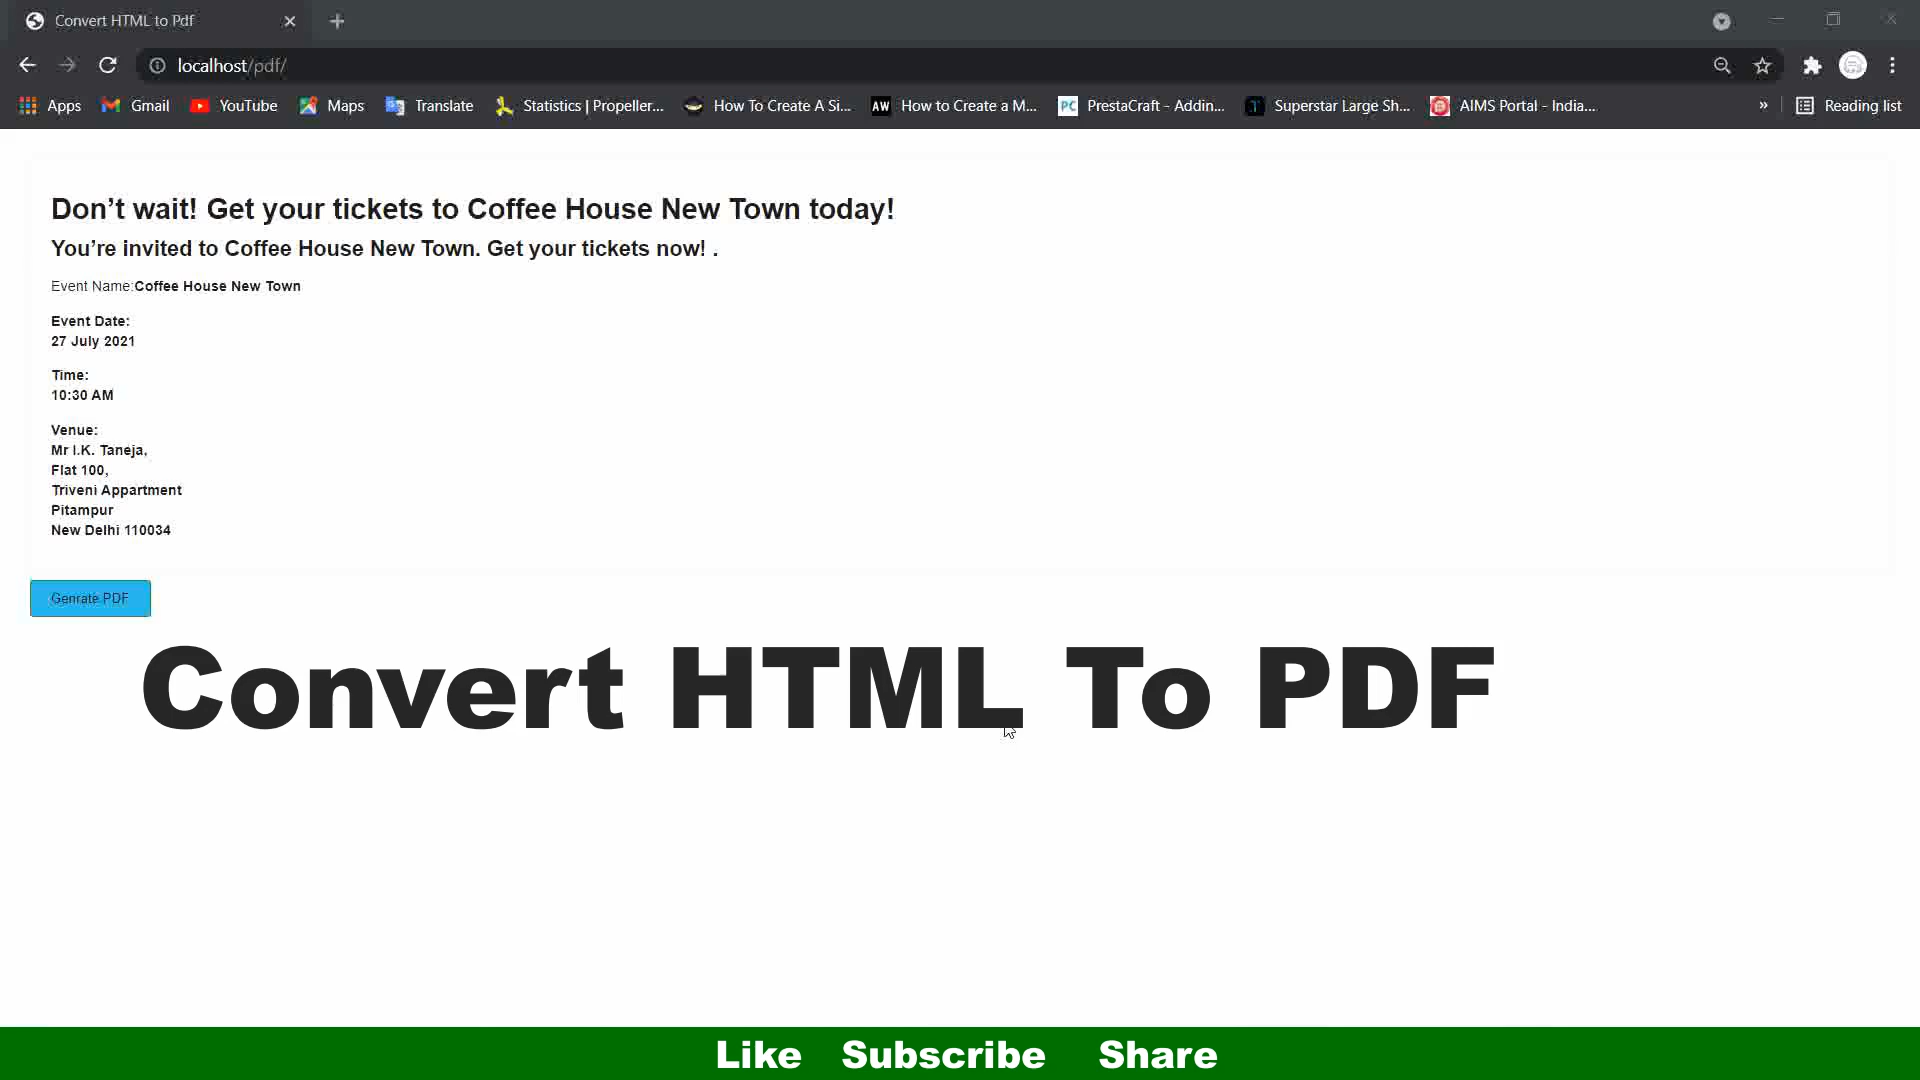 Convert HTML to Pdf
localhost/pdf/
Apps Gmail YouTube Maps Translate Statistics | Propeller... How To Create A Si... AW How to Create a M... PC PrestaCraft - Addin... Superstar Large Sh... AIMS Portal - India... » Reading list
Don’t wait! Get your tickets to Coffee House New Town today!
You’re invited to Coffee House New Town. Get your tickets now! .
Event Name:Coffee House New Town
Event Date:
27 July 2021
Time:
10:30 AM
Venue:
Mr I.K. Taneja,
Flat 100,
Triveni Appartment
Pitampur
New Delhi 110034
Genrate PDF
Convert HTML To PDF
Like Subscribe Share